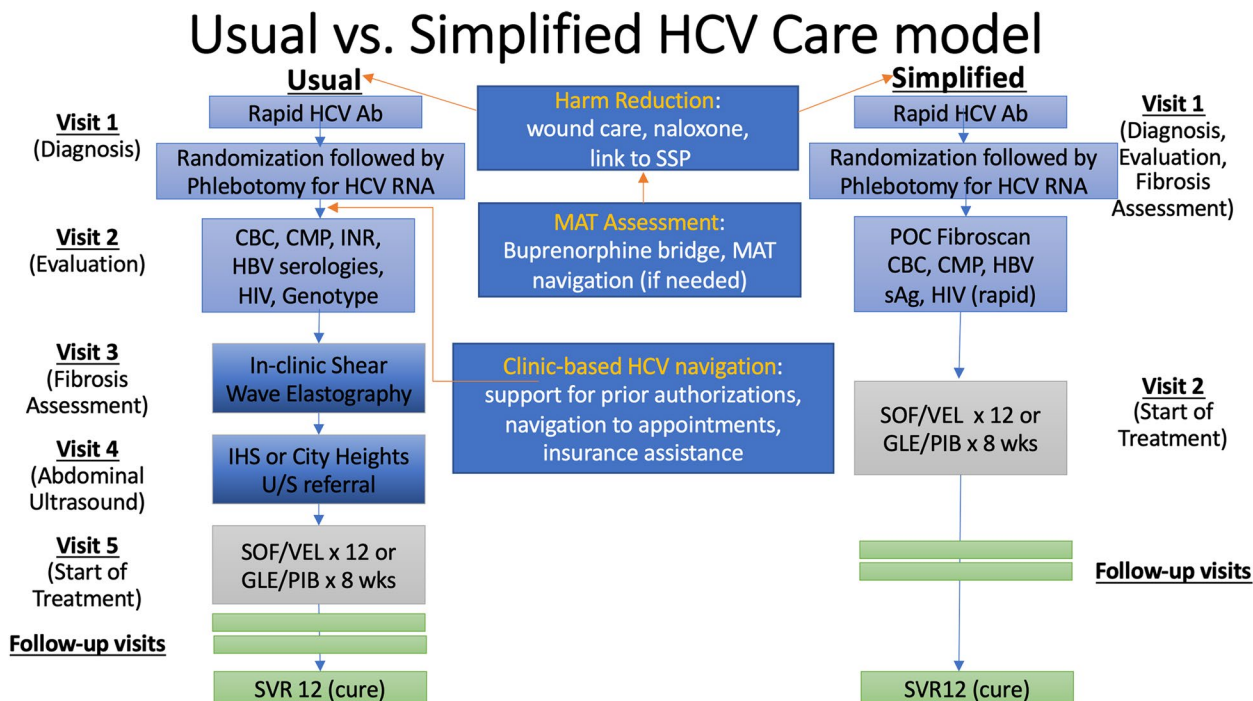 Usual vs. Simplified HCV Care model
Usual
Visit 1
(Diagnosis)
Rapid HCV Ab
Randomization followed by
Phlebotomy for HCV RNA
Visit 2
(Evaluation)
CBC, CMP, INR,
HBV serologies,
HIV, Genotype
Visit 3
(Fibrosis
Assessment)
In-clinic Shear
Wave Elastography
Visit 4
(Abdominal
Ultrasound)
IHS or City Heights
U/S referral
Visit 5
(Start of
Treatment)
SOF/VEL x 12 or
GLE/PIB x 8 wks
Follow-up visits
SVR 12 (cure)
Harm Reduction:
wound care, naloxone,
link to SSP
MAT Assessment:
Buprenorphine bridge, MAT
navigation (if needed)
Clinic-based HCV navigation:
support for prior authorizations,
navigation to appointments,
insurance assistance
Simplified
Rapid HCV Ab
Randomization followed by
Phlebotomy for HCV RNA
Visit 1
(Diagnosis,
Evaluation,
Fibrosis
Assessment)
POC Fibroscan
CBC, CMP, HBV
sAg, HIV (rapid)
SOF/VEL x 12 or
GLE/PIB x 8 wks
Visit 2
(Start of
Treatment)
Follow-up visits
SVR12 (cure)